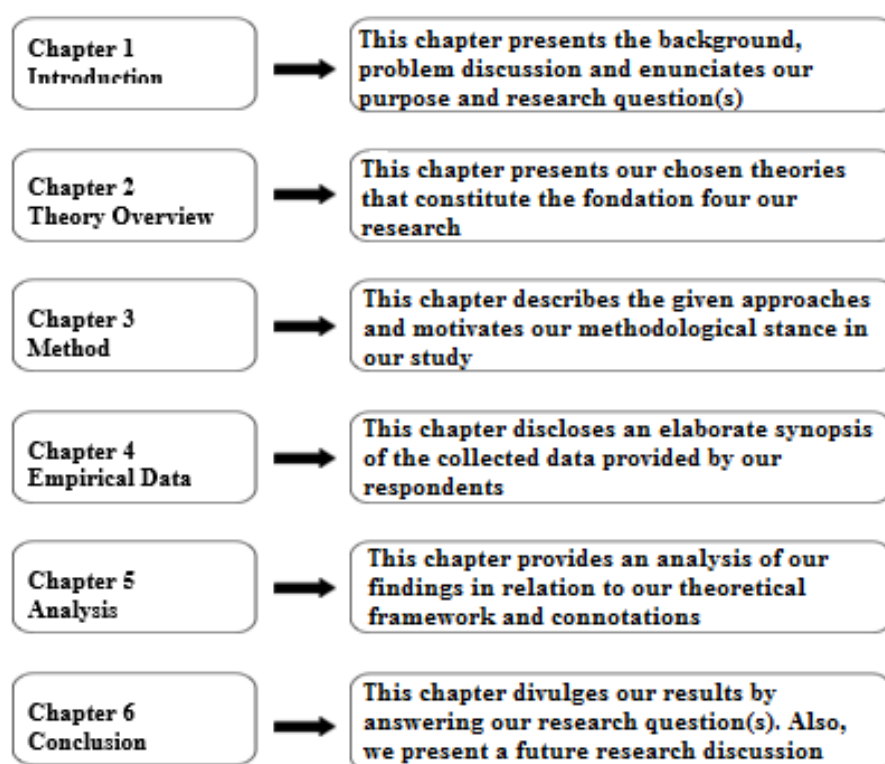 Chapter 1
Introduction
This chapter presents the background,
problem discussion and enunciates our
purpose and research question(s)
Chapter 2
Theory Overview
This chapter presents our chosen theories
that constitute the fondation four our
research
Chapter 3
Method
This chapter describes the given approaches
and motivates our methodological stance in
our study
Chapter 4
Empirical Data
This chapter discloses an elaborate synopsis
of the collected data provided by our
respondents
Chapter 5
Analysis
This chapter provides an analysis of our
findings in relation to our theoretical
framework and connotations
Chapter 6
Conclusion
This chapter divulges our results by
answering our research question(s). Also,
we present a future research discussion